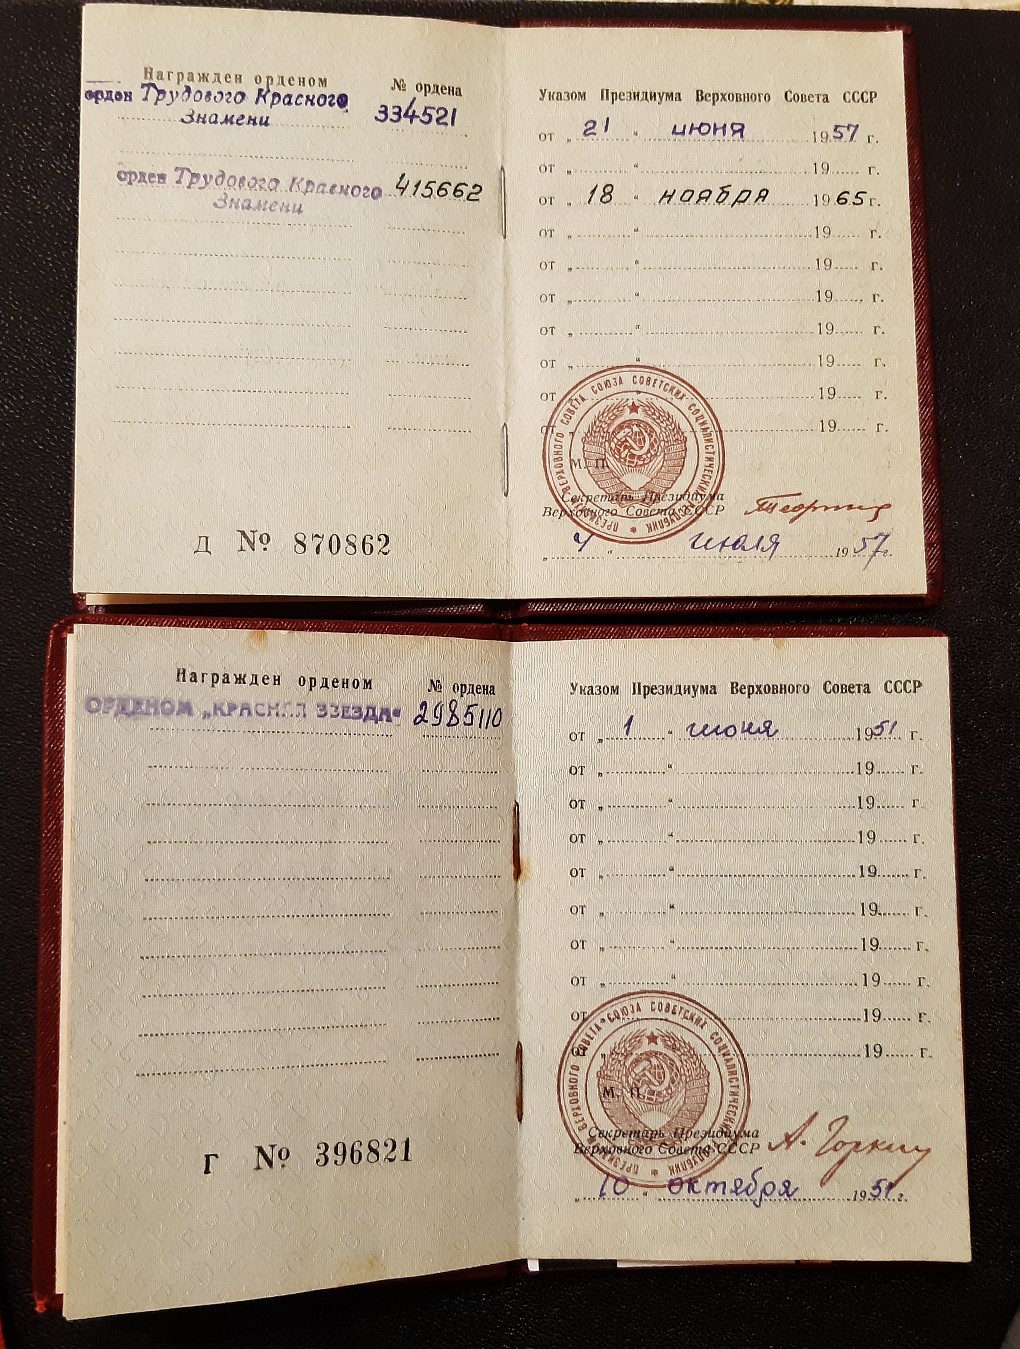 Награжден орденом № ордена
орден Трудового Красного 334521
Знамени
орден Трудового Красного 415662
Знамени
Д № 870862
Указом Президиума Верховного Совета СССР
от „ 21 “ июня 1957 г.
от „ “ 19 г.
от „ 18 “ ноября 1965 г.
от „ “ 19 г.
от „ “ 19 г.
от „ “ 19 г.
от „ “ 19 г.
от „ “ 19 г.
от „ “ 19 г.
от „ 19 г.
ПРЕЗИДИУМ ВЕРХОВНОГО СОВЕТА СОЮЗА СОВЕТСКИХ СОЦИАЛИСТИЧЕСКИХ РЕСПУБЛИК
М. П.
Секретарь Президиума
Верховного Совета СССР
„ 4 “ июля 1957 г.
Награжден орденом № ордена
ОРДЕНОМ „КРАСНАЯ ЗВЕЗДА“ 2985110
Г № 396821
Указом Президиума Верховного Совета СССР
от „ 1 “ июня 1951 г.
от „ “ 19 г.
от „ “ 19 г.
от „ “ 19 г.
от „ “ 19 г.
от „ “ 19 г.
от „ “ 19 г.
от „ “ 19 г.
от „ 19 г.
от „ 19 г.
ПРЕЗИДИУМ ВЕРХОВНОГО СОВЕТА СОЮЗА СОВЕТСКИХ СОЦИАЛИСТИЧЕСКИХ РЕСПУБЛИК
М. П.
Секретарь Президиума
Верховного Совета СССР А. Горкин
„ 10 “ октября 1951 г.